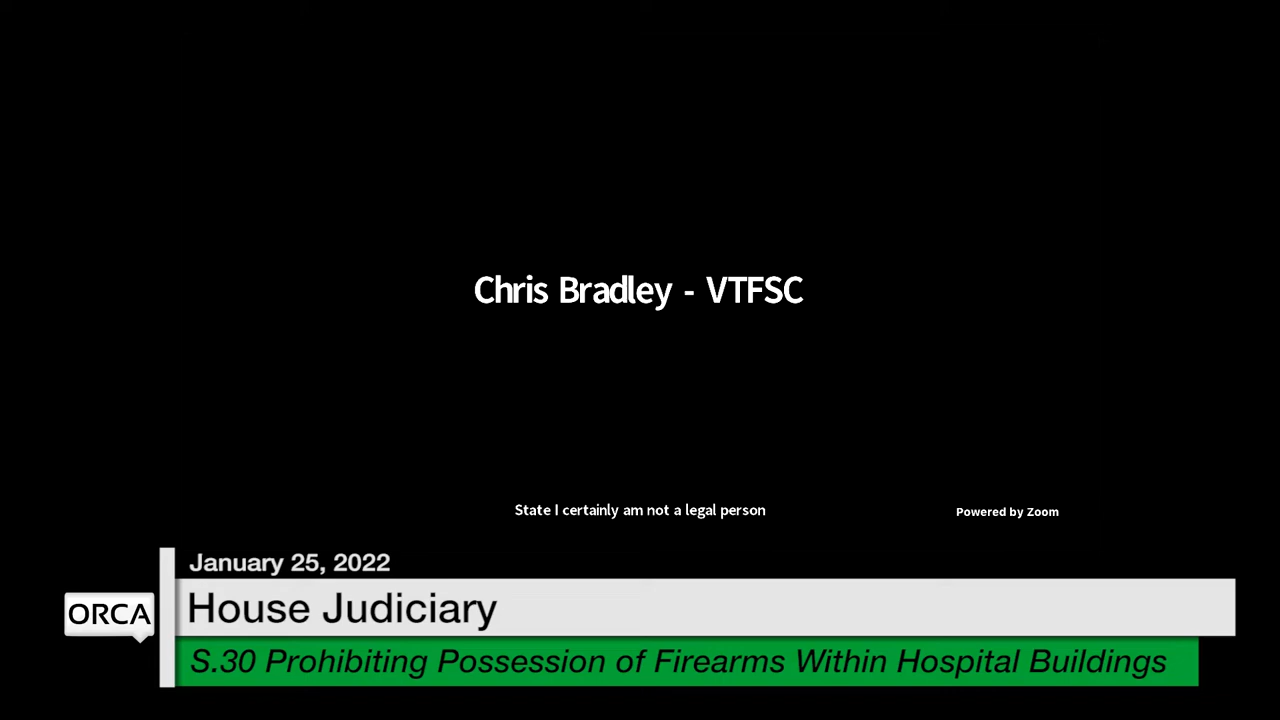 Chris Bradley - VTFSC
State I certainly am not a legal person
Powered by Zoom
January 25, 2022
ORCA
House Judiciary
S.30 Prohibiting Possession of Firearms Within Hospital Buildings